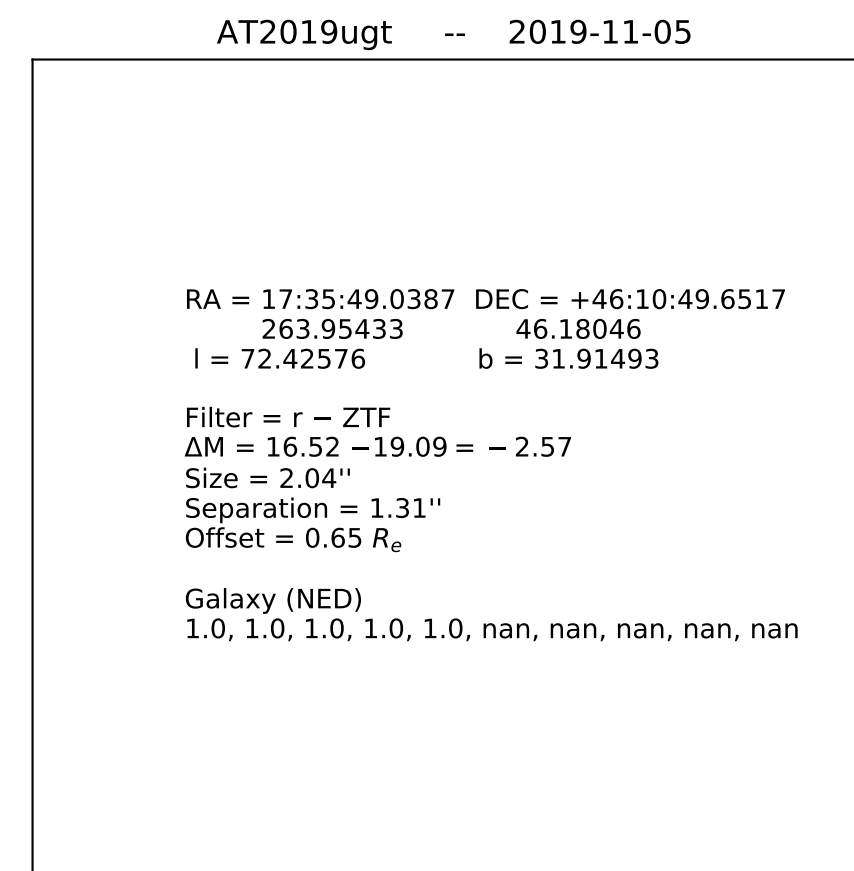 AT2019ugt -- 2019-11-05
RA = 17:35:49.0387 DEC = +46:10:49.6517
263.95433 46.18046
l = 72.42576 b = 31.91493
Filter = r − ZTF
ΔM = 16.52 −19.09 = − 2.57
Size = 2.04''
Separation = 1.31''
Offset = 0.65 Re
Galaxy (NED)
1.0, 1.0, 1.0, 1.0, 1.0, nan, nan, nan, nan, nan